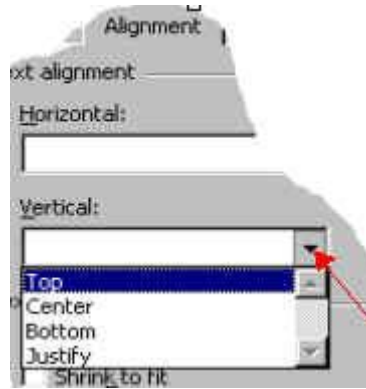 Alignment
xt alignment
Horizontal:
Vertical:
Top
Center
Bottom
Justify
Shrink to fit